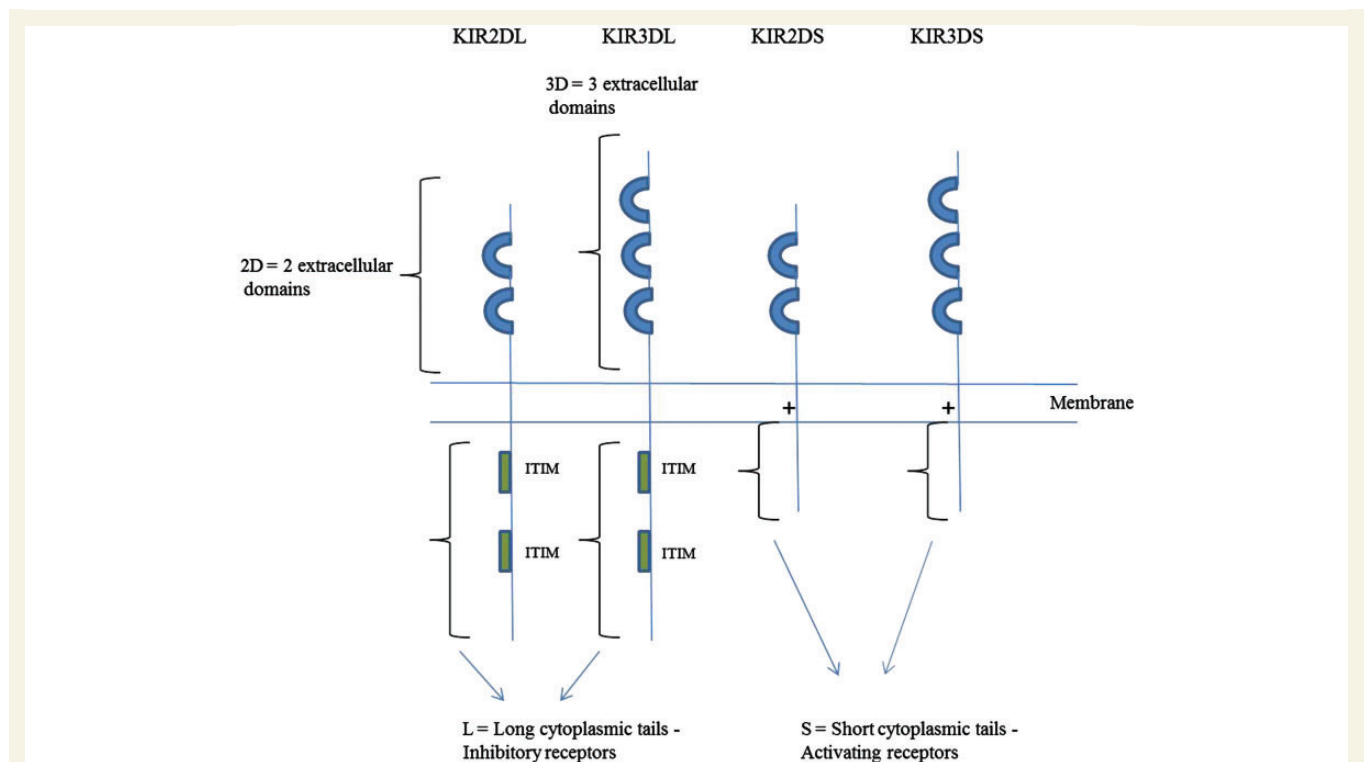 KIR2DL KIR3DL KIR2DS KIR3DS
3D = 3 extracellular
domains
2D = 2 extracellular
domains
+ +
Membrane
ITIM ITIM
ITIM ITIM
L = Long cytoplasmic tails -
Inhibitory receptors
S = Short cytoplasmic tails -
Activating receptors